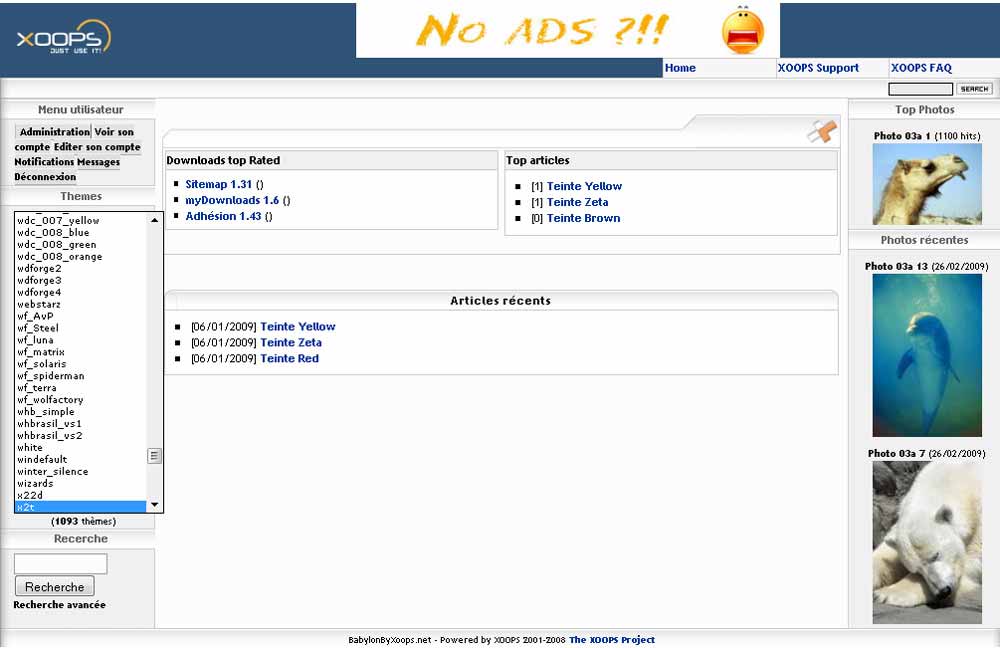 XOOPS
JUST USE IT!
No ADS ?!!
Home
XOOPS Support
XOOPS FAQ
SEARCH
Menu utilisateur
Administration Voir son
compte Editer son compte
Notifications Messages
Déconnexion
Themes
wdc_007_yellow
wdc_008_blue
wdc_008_green
wdc_008_orange
wdforge2
wdforge3
wdforge4
webstarz
wf_AvP
wf_Steel
wf_luna
wf_matrix
wf_solaris
wf_spiderman
wf_terra
wf_wolfactory
whb_simple
whbrasil_vs1
whbrasil_vs2
white
windefault
winter_silence
wizards
x22d
x2t
(1093 thèmes)
Recerche
Recherche
Recherche avancée
Downloads top Rated
Sitemap 1.31 ()
myDownloads 1.6 ()
Adhésion 1.43 ()
Top articles
[1] Teinte Yellow
[1] Teinte Zeta
[0] Teinte Brown
Articles récents
[06/01/2009] Teinte Yellow
[06/01/2009] Teinte Zeta
[06/01/2009] Teinte Red
Top Photos
Photo 03a 1 (1100 hits)
Photos récentes
Photo 03a 13 (26/02/2009)
Photo 03a 7 (26/02/2009)
BabylonByXoops.net - Powered by XOOPS 2001-2008 The XOOPS Project